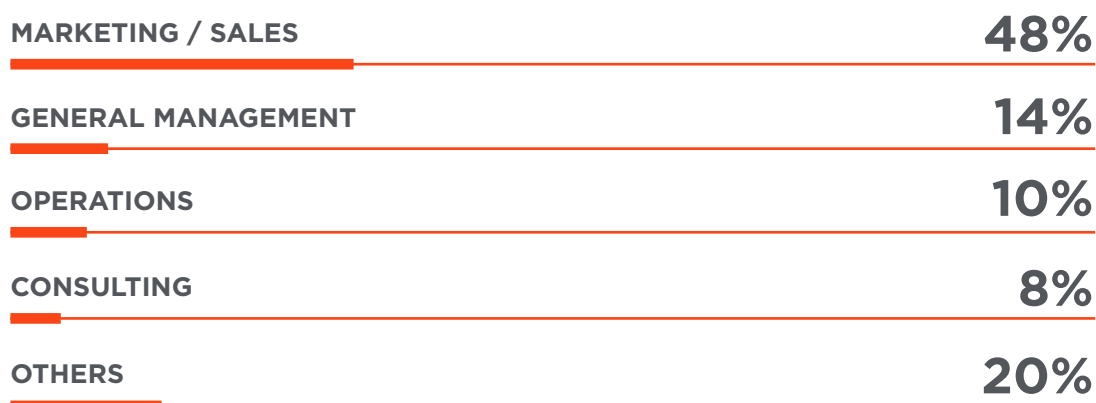 MARKETING / SALES 48%
GENERAL MANAGEMENT 14%
OPERATIONS 10%
CONSULTING 8%
OTHERS 20%